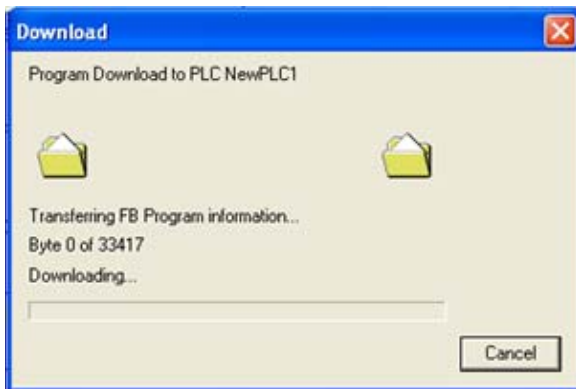 Download
Program Download to PLC NewPLC1
Transferring FB Program information...
Byte 0 of 33417
Downloading...
Cancel